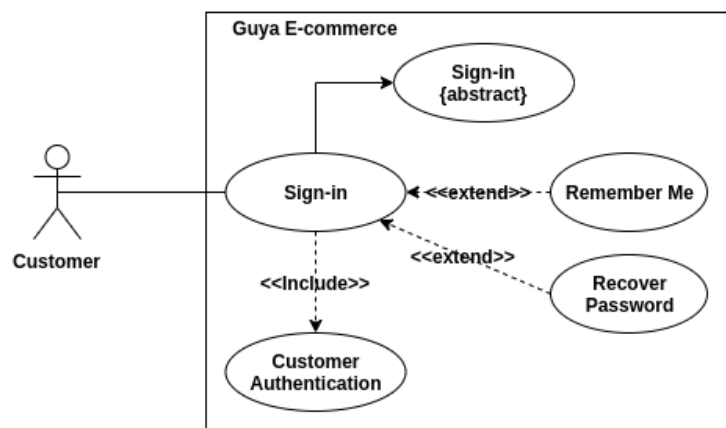 Guya E-commerce
Sign-in
{abstract}
Sign-in
<<extend>>
Remember Me
Customer
<<extend>>
<<Include>>
Recover
Password
Customer
Authentication